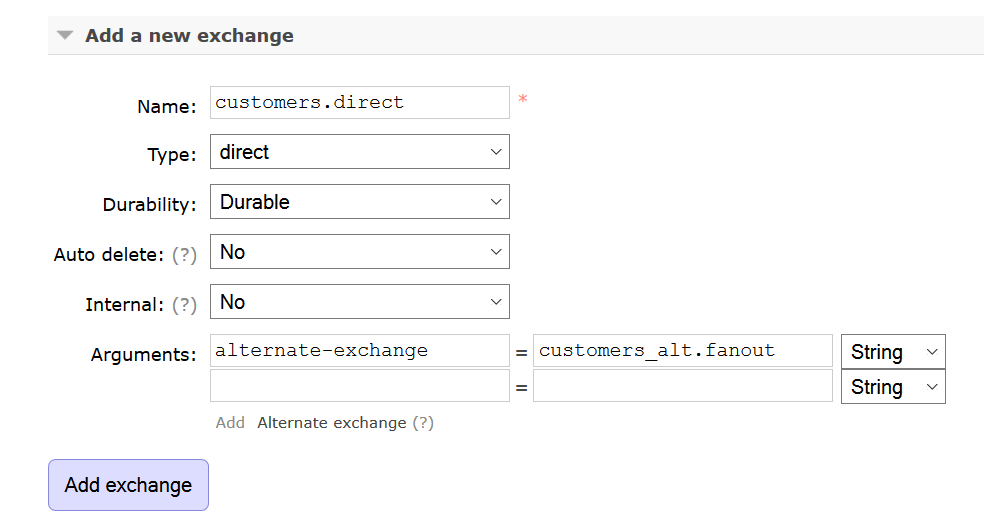 Add a new exchange
Name: customers.direct *
Type: direct
Durability: Durable
Auto delete: (?) No
Internal: (?) No
Arguments: alternate-exchange = customers_alt.fanout String
= String
Add Alternate exchange (?)
Add exchange